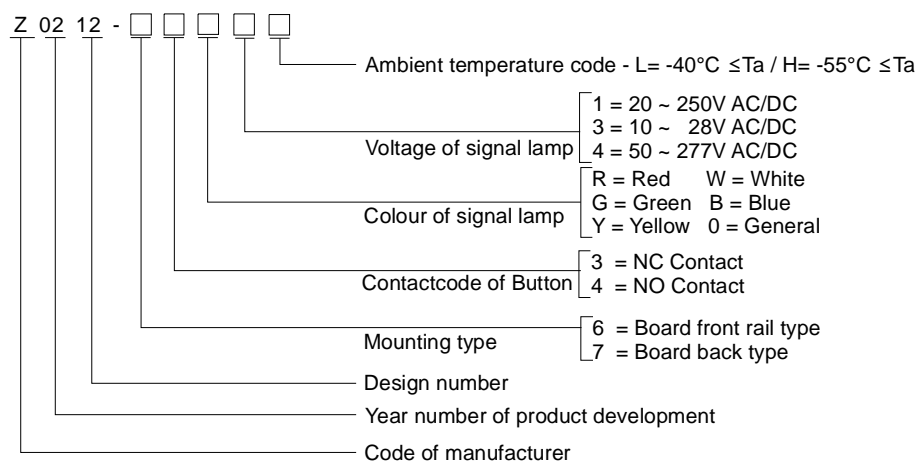 Z 02 12 - □ □ □ □ □
Ambient temperature code - L= -40°C ≤Ta / H= -55°C ≤Ta
1 = 20 ~ 250V AC/DC
3 = 10 ~ 28V AC/DC
Voltage of signal lamp
4 = 50 ~ 277V AC/DC
R = Red W = White
G = Green B = Blue
Colour of signal lamp
Y = Yellow 0 = General
3 = NC Contact
Contactcode of Button
4 = NO Contact
6 = Board front rail type
Mounting type
7 = Board back type
Design number
Year number of product development
Code of manufacturer